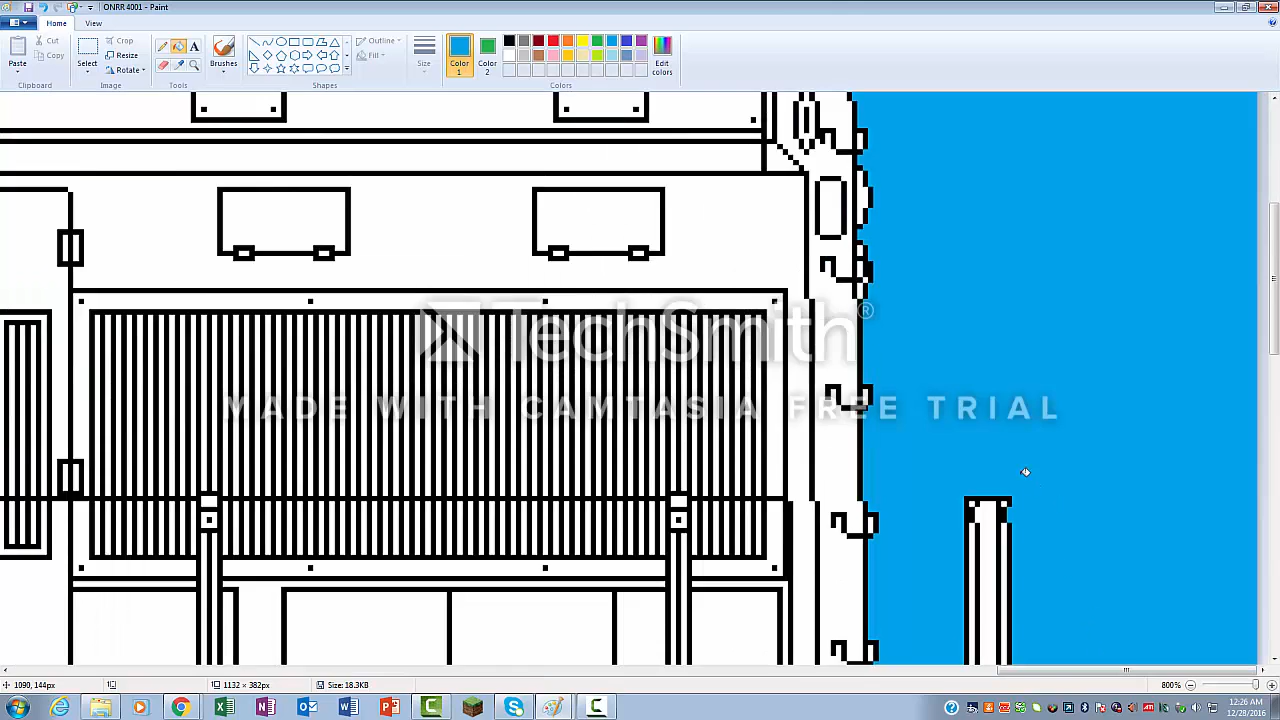 ONRR 4001 - Paint
Home View
Paste
Cut
Copy
Clipboard
Select
Crop
Resize
Rotate
Image
A
Tools
Brushes
Shapes
Outline
Fill
Size
Color 1
Color 2
Edit colors
Colors
TechSmith®
MADE WITH CAMTASIA FREE TRIAL
1090, 144px
1132 × 382px
Size: 18.3KB
800%
12:26 AM
12/28/2016